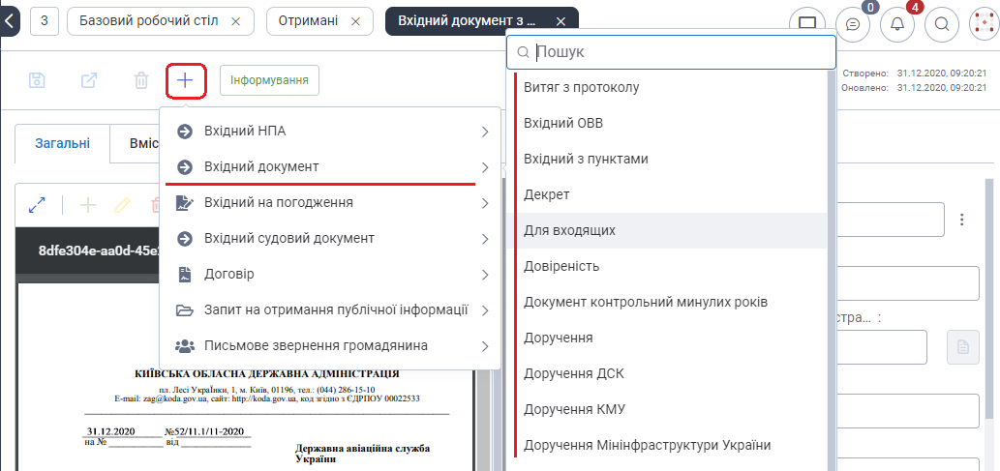 3
Базовий робочий стіл
Отримані
Вхідний документ з ...
0
4
Інформування
Пошук
Створено: 31.12.2020, 09:20:21
Оновлено: 31.12.2020, 09:20:21
Загальні
Вміс
Вхідний НПА
Вхідний документ
Вхідний на погодження
Вхідний судовий документ
Договір
Запит на отримання публічної інформації
Письмове звернення громадянина
Витяг з протоколу
Вхідний ОВВ
Вхідний з пунктами
Декрет
Для входящих
Довіреність
Документ контрольний минулих років
Доручення
Доручення ДСК
Доручення КМУ
Доручення Мінінфраструктури України
стра... :
8dfe304e-aa0d-45e2
КИЇВСЬКА ОБЛАСНА ДЕРЖАВНА АДМІНІСТРАЦІЯ
пл. Лесі Українки, 1, м. Київ, 01196, тел.: (044) 286-15-10
E-mail: zag@koda.gov.ua, сайт: http://koda.gov.ua, код згідно з ЄДРПОУ 00022533
31.12.2020 №52/11.1/11-2020
на № від
Державна авіаційна служба
України